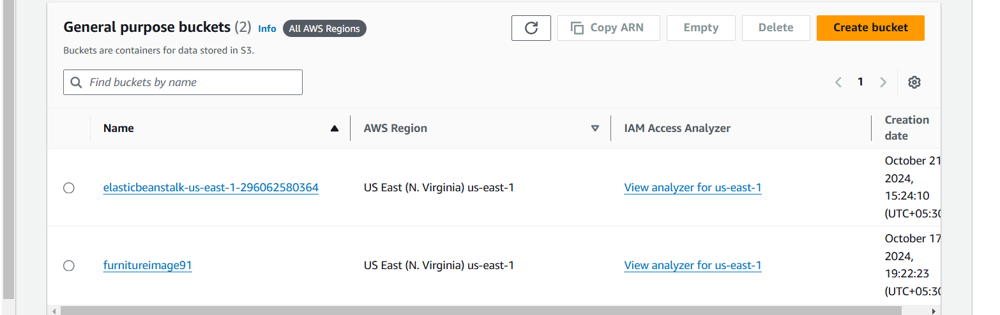 General purpose buckets (2) Info All AWS Regions
Copy ARN
Empty
Delete
Create bucket
Buckets are containers for data stored in S3.
Find buckets by name
1
Name
AWS Region
IAM Access Analyzer
Creation
date
elasticbeanstalk-us-east-1-296062580364
US East (N. Virginia) us-east-1
View analyzer for us-east-1
October 21
2024,
15:24:10
(UTC+05:30
furnitureimage91
US East (N. Virginia) us-east-1
View analyzer for us-east-1
October 17
2024,
19:22:23
(UTC+05:30